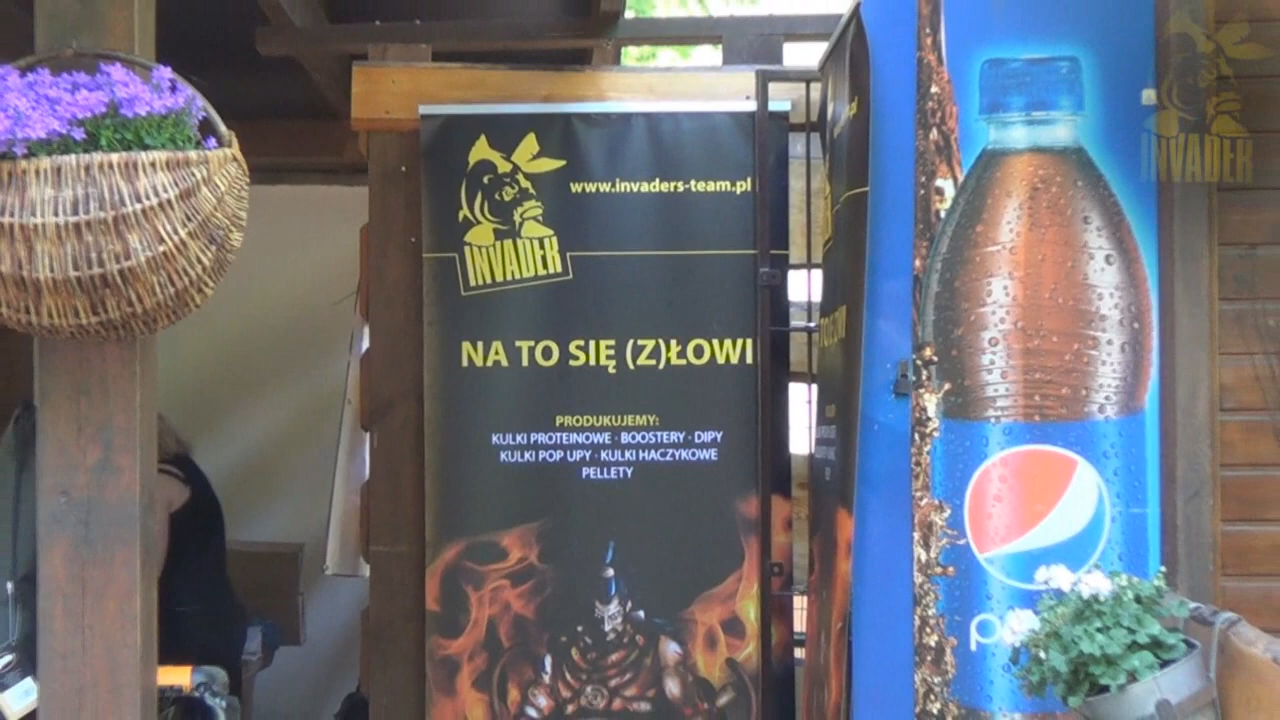 www.invaders-team.pl
INVADER
NA TO SIĘ (Z)ŁOWI
PRODUKUJEMY:
KULKI PROTEINOWE · BOOSTERY · DIPY
KULKI POP UPY · KULKI HACZYKOWE
PELLETY
INVADER